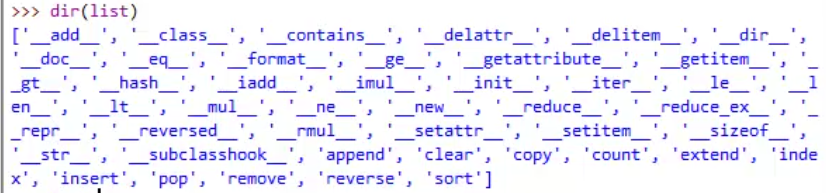 >>> dir(list)
['__add__', '__class__', '__contains__', '__delattr__', '__delitem__', '__dir__',
'__doc__', '__eq__', '__format__', '__ge__', '__getattribute__', '__getitem__', '_
_gt__', '__hash__', '__iadd__', '__imul__', '__init__', '__iter__', '__le__', '__l
en__', '__lt__', '__mul__', '__ne__', '__new__', '__reduce__', '__reduce_ex__', '_
_repr__', '__reversed__', '__rmul__', '__setattr__', '__setitem__', '__sizeof__',
'__str__', '__subclasshook__', 'append', 'clear', 'copy', 'count', 'extend', 'inde
x', 'insert', 'pop', 'remove', 'reverse', 'sort']